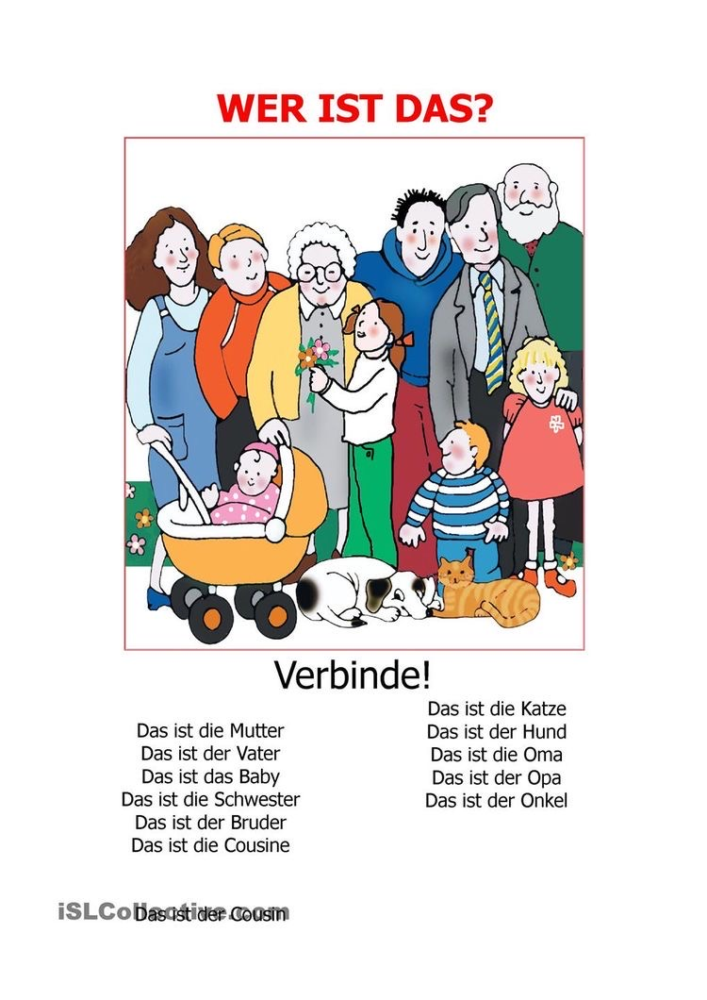 WER IST DAS?
Verbinde!
Das ist die Mutter
Das ist der Vater
Das ist das Baby
Das ist die Schwester
Das ist der Bruder
Das ist die Cousine
Das ist der Cousin
Das ist die Katze
Das ist der Hund
Das ist die Oma
Das ist der Opa
Das ist der Onkel
iSLCollective.com